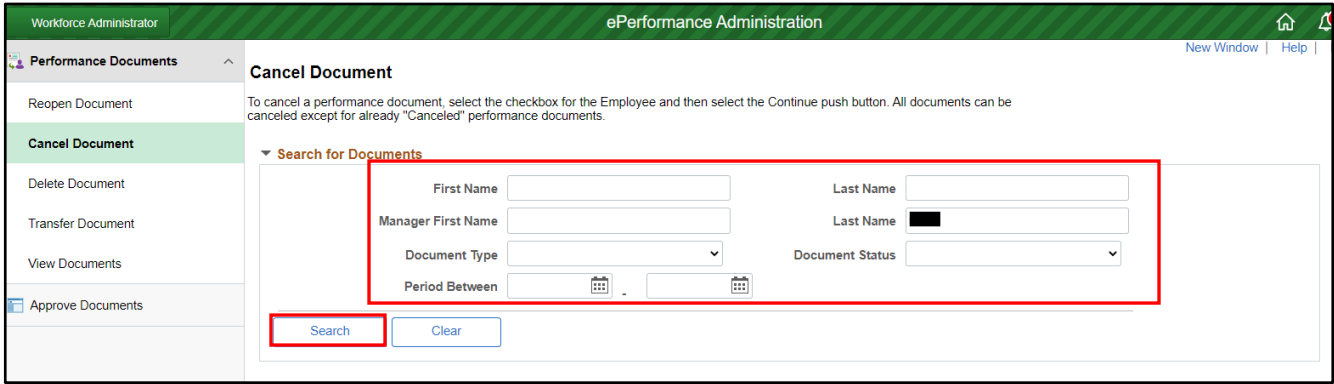 Workforce Administrator
ePerformance Administration
New Window | Help |
Performance Documents
Reopen Document
Cancel Document
Delete Document
Transfer Document
View Documents
Approve Documents
Cancel Document
To cancel a performance document, select the checkbox for the Employee and then select the Continue push button. All documents can be
canceled except for already "Canceled" performance documents.
Search for Documents
First Name Last Name
Manager First Name Last Name
Document Type Document Status
Period Between -
Search Clear